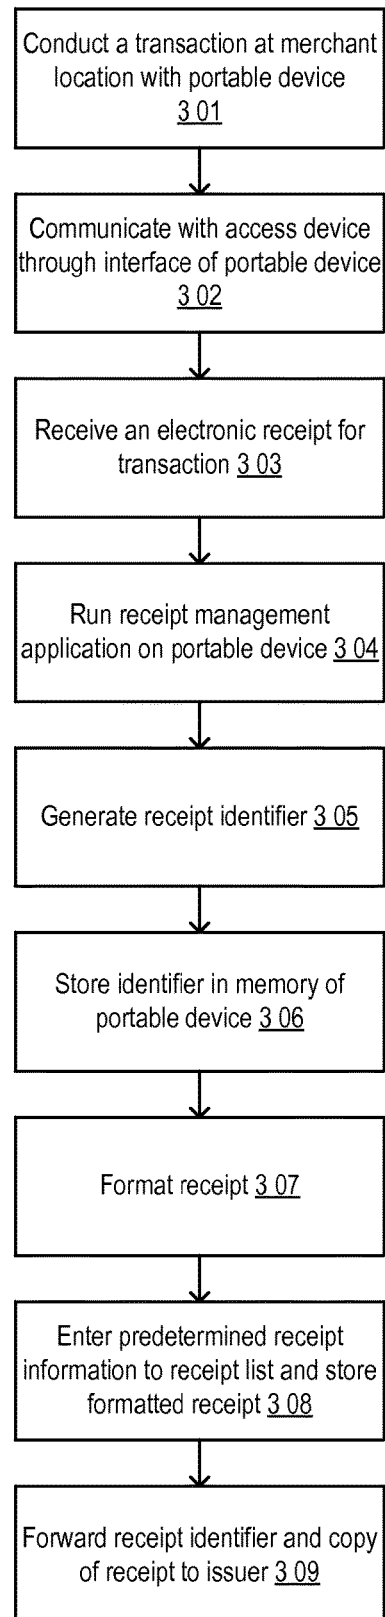 Conduct a transaction at merchant
location with portable device
3 01
Communicate with access device
through interface of portable device
3 02
Receive an electronic receipt for
transaction 3 03
Run receipt management
application on portable device 3 04
Generate receipt identifier 3 05
Store identifier in memory of
portable device 3 06
Format receipt 3 07
Enter predetermined receipt
information to receipt list and store
formatted receipt 3 08
Forward receipt identifier and copy
of receipt to issuer 3 09